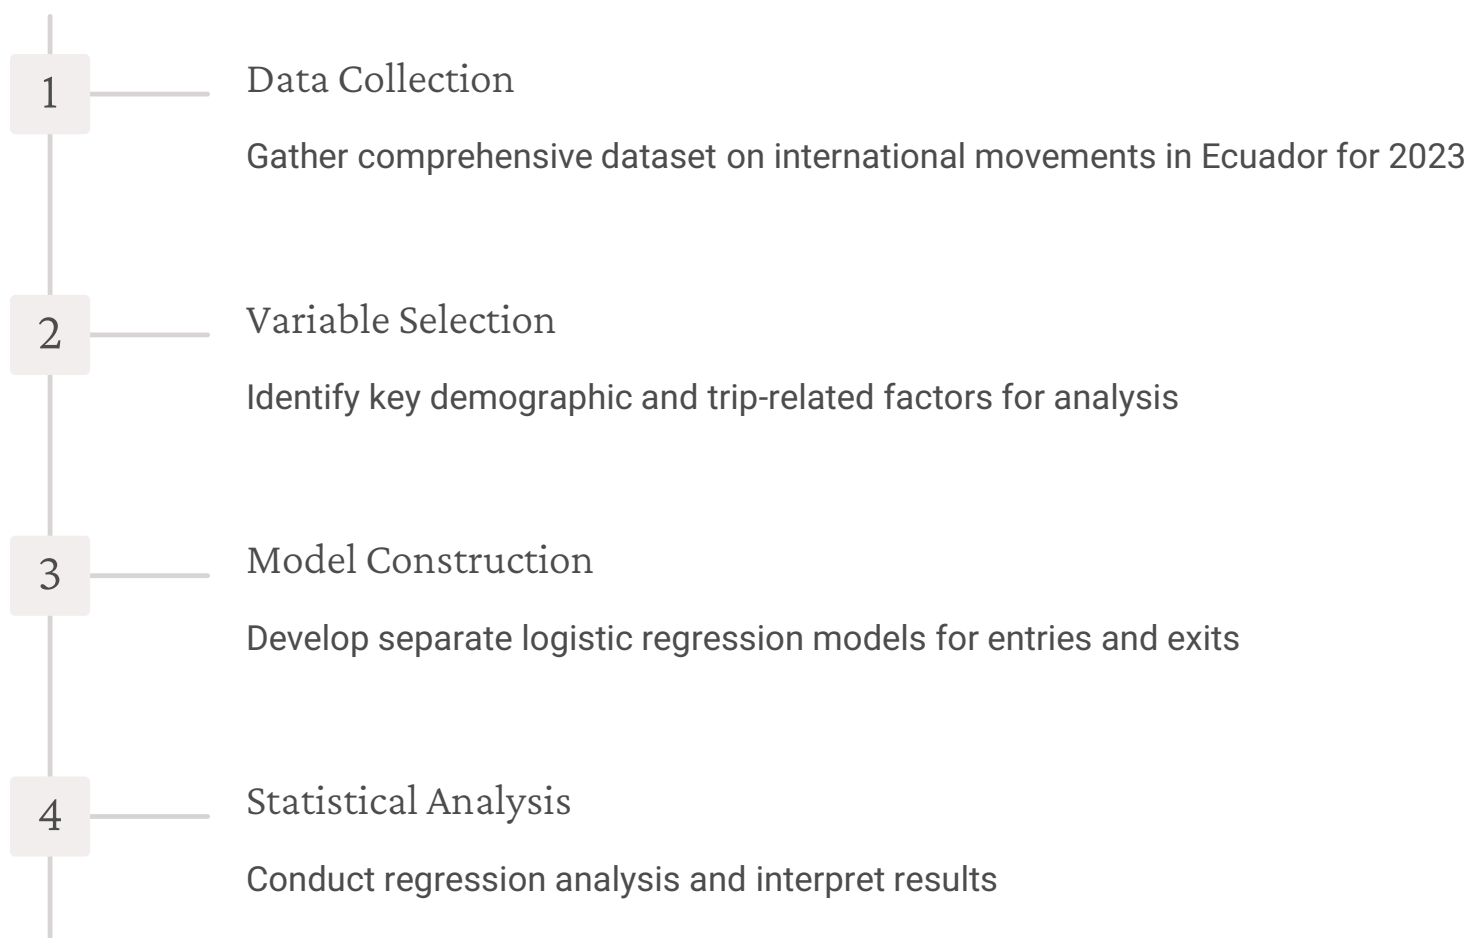 1
Data Collection
Gather comprehensive dataset on international movements in Ecuador for 2023
2
Variable Selection
Identify key demographic and trip-related factors for analysis
3
Model Construction
Develop separate logistic regression models for entries and exits
4
Statistical Analysis
Conduct regression analysis and interpret results